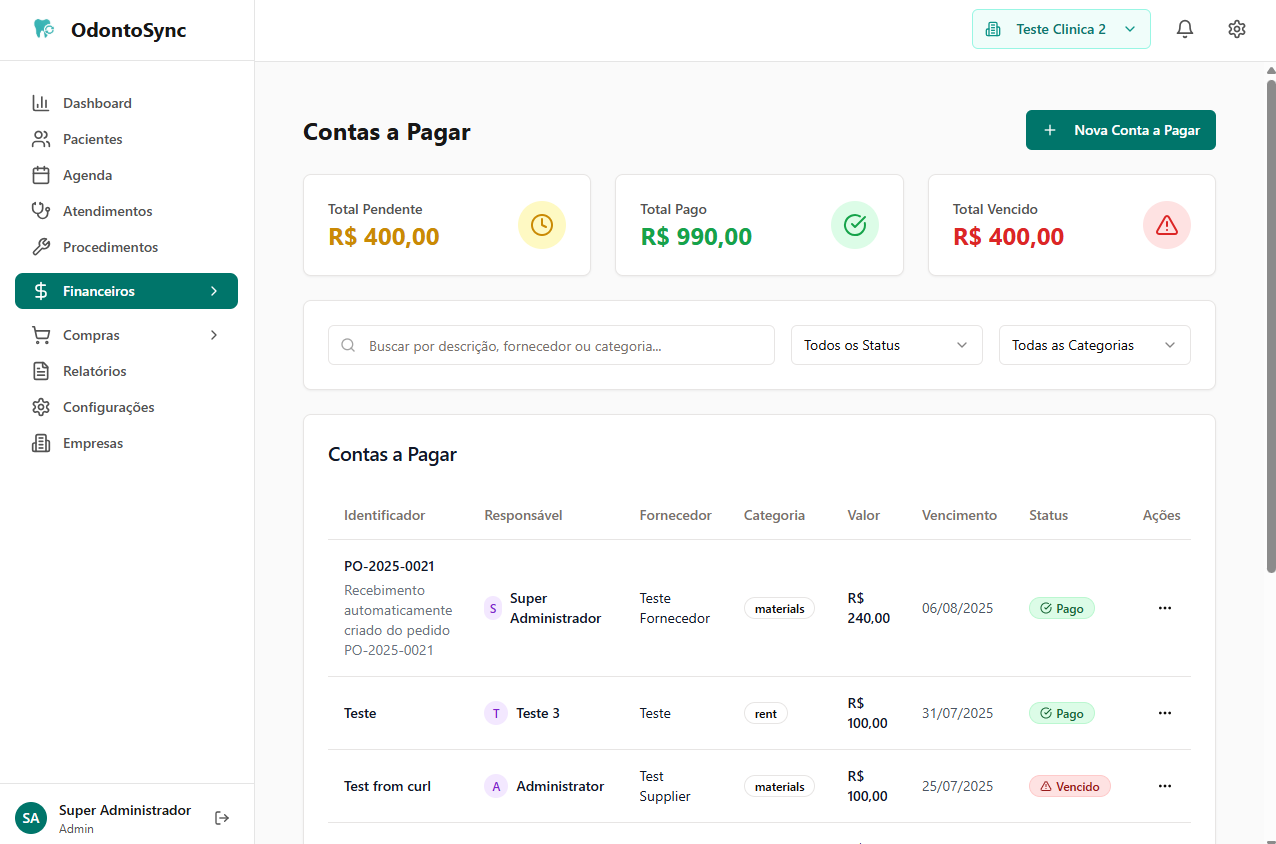 OdontoSync
Teste Clinica 2
Dashboard
Pacientes
Agenda
Atendimentos
Procedimentos
Financeiros
Compras
Relatórios
Configurações
Empresas
SA
Super Administrador
Admin
Contas a Pagar
Nova Conta a Pagar
Total Pendente
R$ 400,00
Total Pago
R$ 990,00
Total Vencido
R$ 400,00
Buscar por descrição, fornecedor ou categoria...
Todos os Status
Todas as Categorias
Contas a Pagar
Identificador Responsável Fornecedor Categoria Valor Vencimento Status Ações
PO-2025-0021
Recebimento
automaticamente
criado do pedido
PO-2025-0021
S
Super
Administrador
Teste
Fornecedor
materials
R$
240,00
06/08/2025
Pago
Teste
T
Teste 3
Teste
rent
R$
100,00
31/07/2025
Pago
Test from curl
A
Administrator
Test
Supplier
materials
R$
100,00
25/07/2025
Vencido